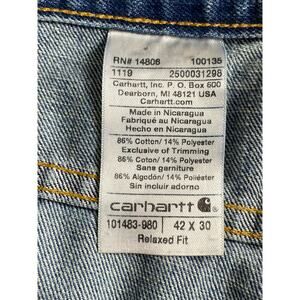 RN# 14806 100135
1119 2500031298
Carhartt, Inc. P.O. Box 600
Dearborn, MI 48121 USA
Carhartt.com
Made in Nicaragua
Fabriqué au Nicaragua
Hecho en Nicaragua
86% Cotton/14% Polyester
Exclusive of Trimming
86% Coton/ 14% Polyester
Sans garniture
86% Algodón/ 14% Poliéster
Sin incluir adorno
carhartt
101483-980 42 X 30
Relaxed Fit